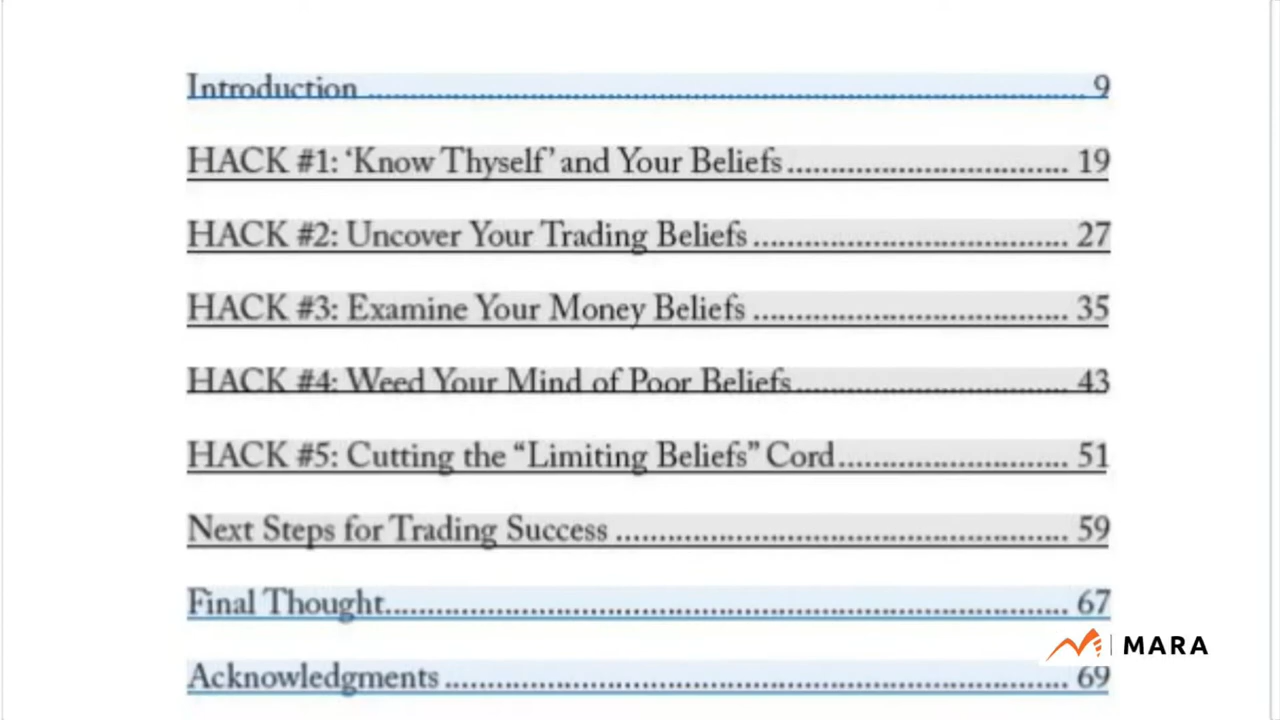 Introduction ........................................................................................ 9
HACK #1: ‘Know Thyself’ and Your Beliefs ................................. 19
HACK #2: Uncover Your Trading Beliefs ..................................... 27
HACK #3: Examine Your Money Beliefs ..................................... 35
HACK #4: Weed Your Mind of Poor Beliefs ................................ 43
HACK #5: Cutting the “Limiting Beliefs” Cord ........................... 51
Next Steps for Trading Success ..................................................... 59
Final Thought ................................................................................ 67
MARA
Acknowledgments ......................................................................... 69